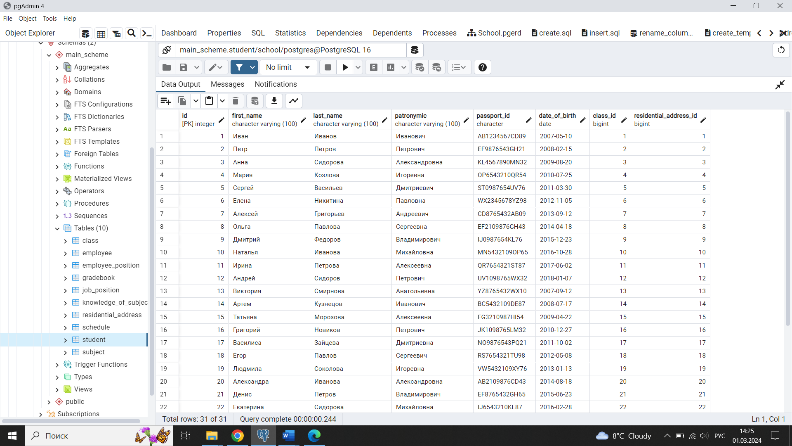 pgAdmin 4
File Object Tools Help
Object Explorer
Dashboard Properties SQL Statistics Dependencies Dependents Processes School.pgerd create.sql insert.sql rename_colum... create_temp
Schemas (2)
main_scheme
Aggregates
Collations
Domains
FTS Configurations
FTS Dictionaries
FTS Parsers
FTS Templates
Foreign Tables
Functions
Materialized Views
Operators
Procedures
Sequences
Tables (10)
class
employee
employee_position
gradebook
job_position
knowledge_of_subjec
residential_address
schedule
student
subject
Trigger Functions
Types
Views
public
Subscriptions
main_scheme.student/school/postgres@PostgreSQL 16
No limit
Data Output Messages Notifications
id [PK] integer first_name character varying (100) last_name character varying (100) patronymic character varying (100) passport_id character date_of_birth date class_id bigint residential_address_id bigint
1 1 Иван Иванов Иванович AB1234567CD89 2007-05-10 1 1
2 2 Петр Петров Петрович EF9876543GH21 2008-02-15 2 2
3 3 Анна Сидорова Александровна KL4567890MN32 2009-08-20 3 3
4 4 Мария Козлова Игоревна OP6543210QR54 2010-07-25 4 4
5 5 Сергей Васильев Дмитриевич ST0987654UV76 2011-03-30 5 5
6 6 Елена Никитина Павловна WX2345678YZ98 2012-11-05 6 6
7 7 Алексей Григорьев Андреевич CD8765432AB09 2013-09-12 7 7
8 8 Ольга Павлова Сергеевна EF2109876GH43 2014-04-18 8 8
9 9 Дмитрий Федоров Владимирович IJ0987654KL76 2015-12-23 9 9
10 10 Наталья Иванова Михайловна MN5432109OP65 2016-10-28 10 10
11 11 Ирина Петрова Алексеевна QR7654321ST87 2017-06-02 11 11
12 12 Андрей Сидоров Петрович UV1098765WX32 2018-01-07 12 12
13 13 Виктория Смирнова Анатольевна YZ8765432WX10 2007-09-12 13 13
14 14 Артем Кузнецов Иванович BC5432109DE87 2008-07-17 14 14
15 15 Татьяна Морозова Алексеевна FG3210987HI54 2009-04-22 15 15
16 16 Григорий Новиков Петрович JK1098765LM32 2010-12-27 16 16
17 17 Василиса Зайцева Дмитриевна NO9876543PQ21 2011-10-02 17 17
18 18 Егор Павлов Сергеевич RS7654321TU98 2012-05-08 18 18
19 19 Людмила Соколова Игоревна VW5432109XY76 2013-01-13 19 19
20 20 Александра Иванова Александровна AB2109876CD43 2014-08-18 20 20
21 21 Денис Петров Владимирович EF8765432GH65 2015-06-23 21 21
22 22 Екатерина Сидорова Михайловна IJ6543210KL87 2016-02-28 22 22
Total rows: 31 of 31 Query complete 00:00:00.244 Ln 1, Col 1
Поиск
8°C Cloudy
РУС
14:25
01.03.2024